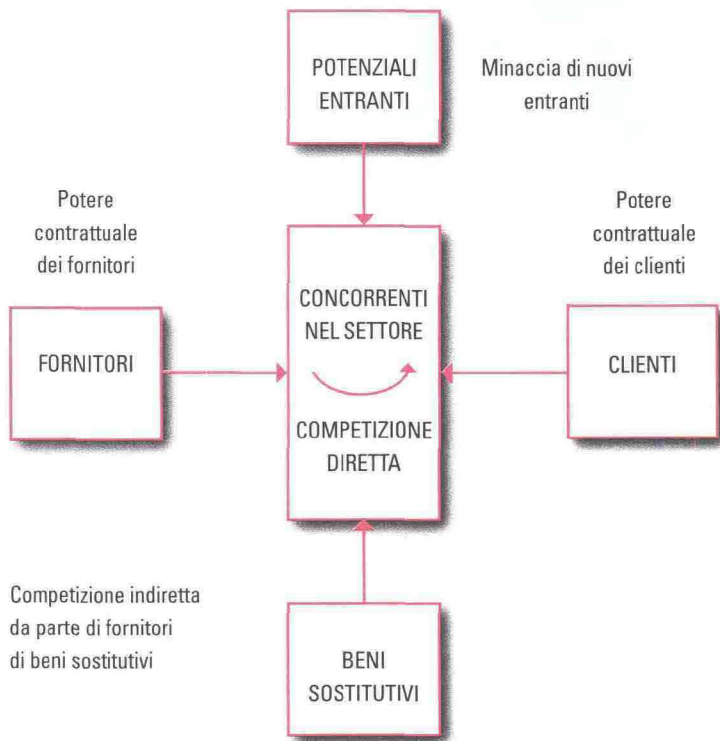 POTENZIALI
ENTRANTI
Minaccia di nuovi
entranti
Potere
contrattuale
dei fornitori
Potere
contrattuale
dei clienti
FORNITORI
CONCORRENTI
NEL SETTORE
COMPETIZIONE
DIRETTA
CLIENTI
Competizione indiretta
da parte di fornitori
di beni sostitutivi
BENI
SOSTITUTIVI